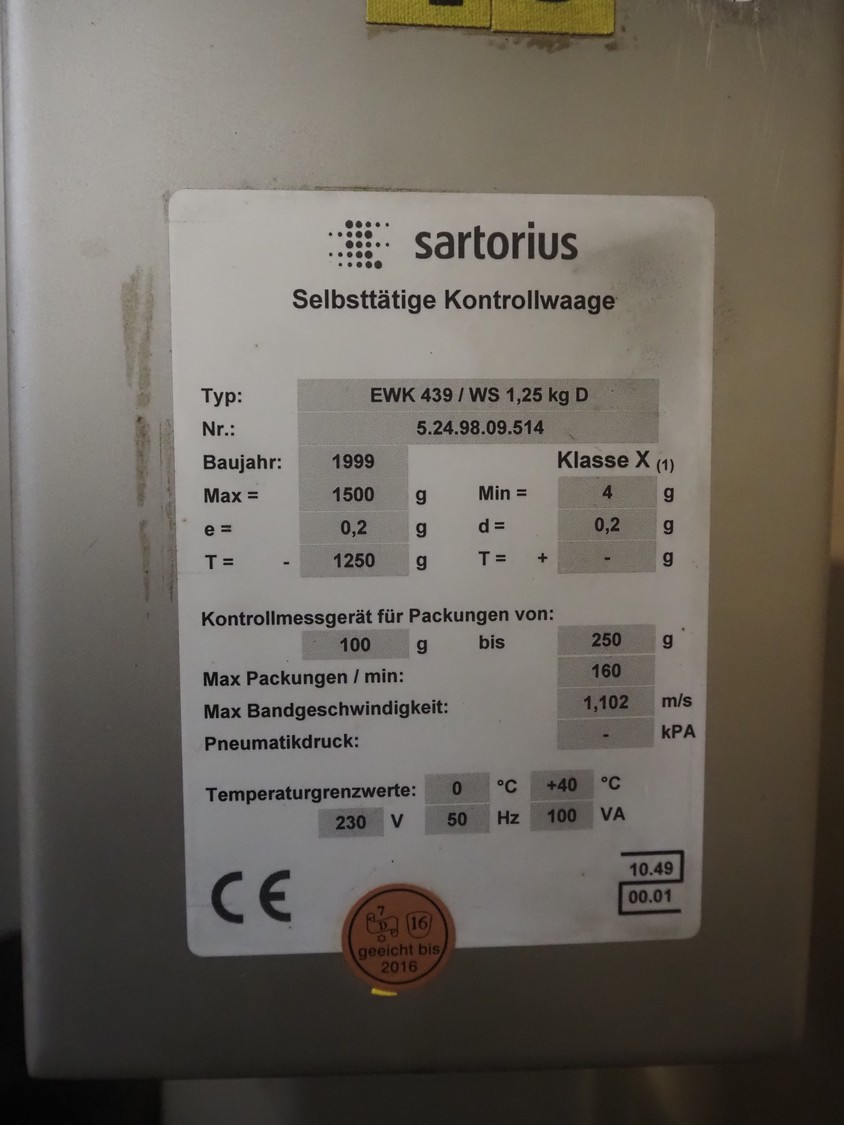 sartorius
Selbsttätige Kontrollwaage
Typ: EWK 439 / WS 1,25 kg D
Nr.: 5.24.98.09.514
Baujahr: 1999 Klasse X (1)
Max = 1500 g Min = 4 g
e = 0,2 g d = 0,2 g
T = - 1250 g T = + - g
Kontrollmessgerät für Packungen von:
100 g bis 250 g
Max Packungen / min: 160
Max Bandgeschwindigkeit: 1,102 m/s
Pneumatikdruck: - kPA
Temperaturgrenzwerte: 0 °C +40 °C
230 V 50 Hz 100 VA
CE
10.49
00.01
7
D 16
geeicht bis
2016